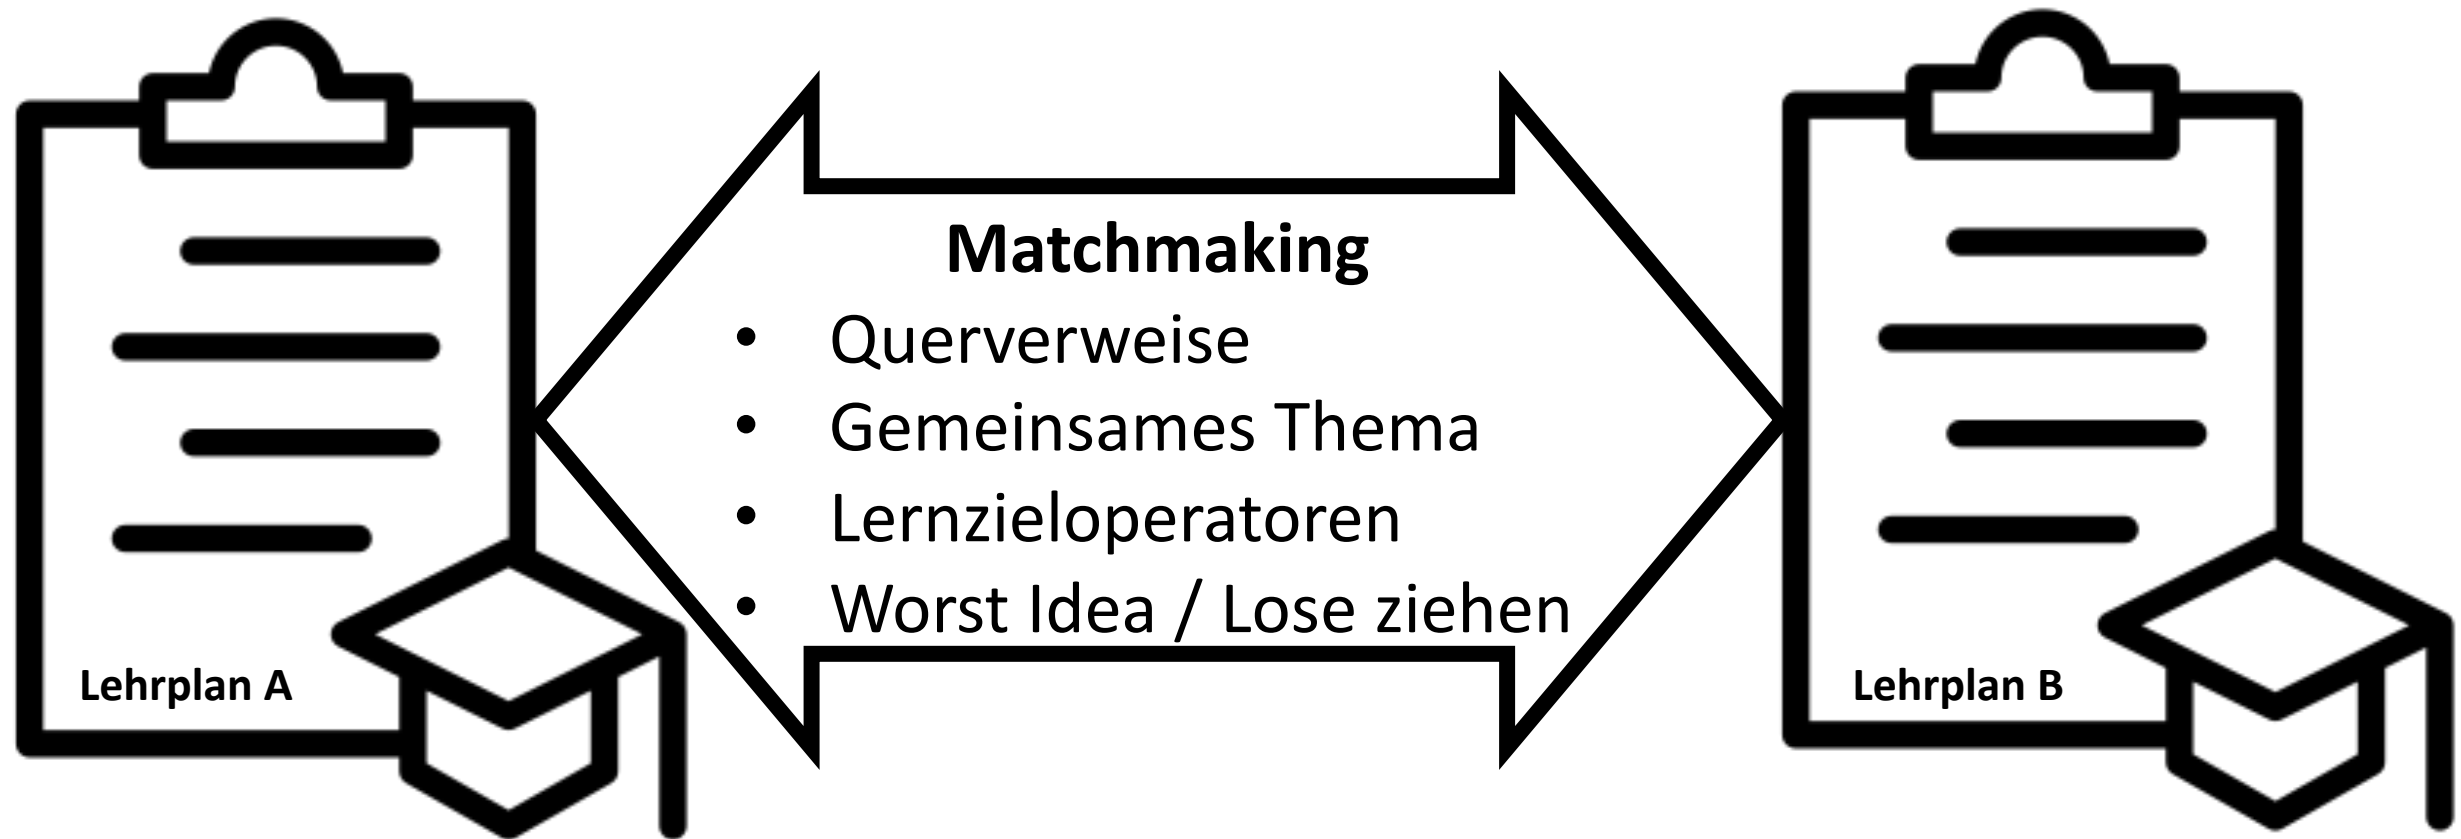 Matchmaking
• Querverweise
• Gemeinsames Thema
• Lernzieloperatoren
• Worst Idea / Lose ziehen
Lehrplan A
Lehrplan B